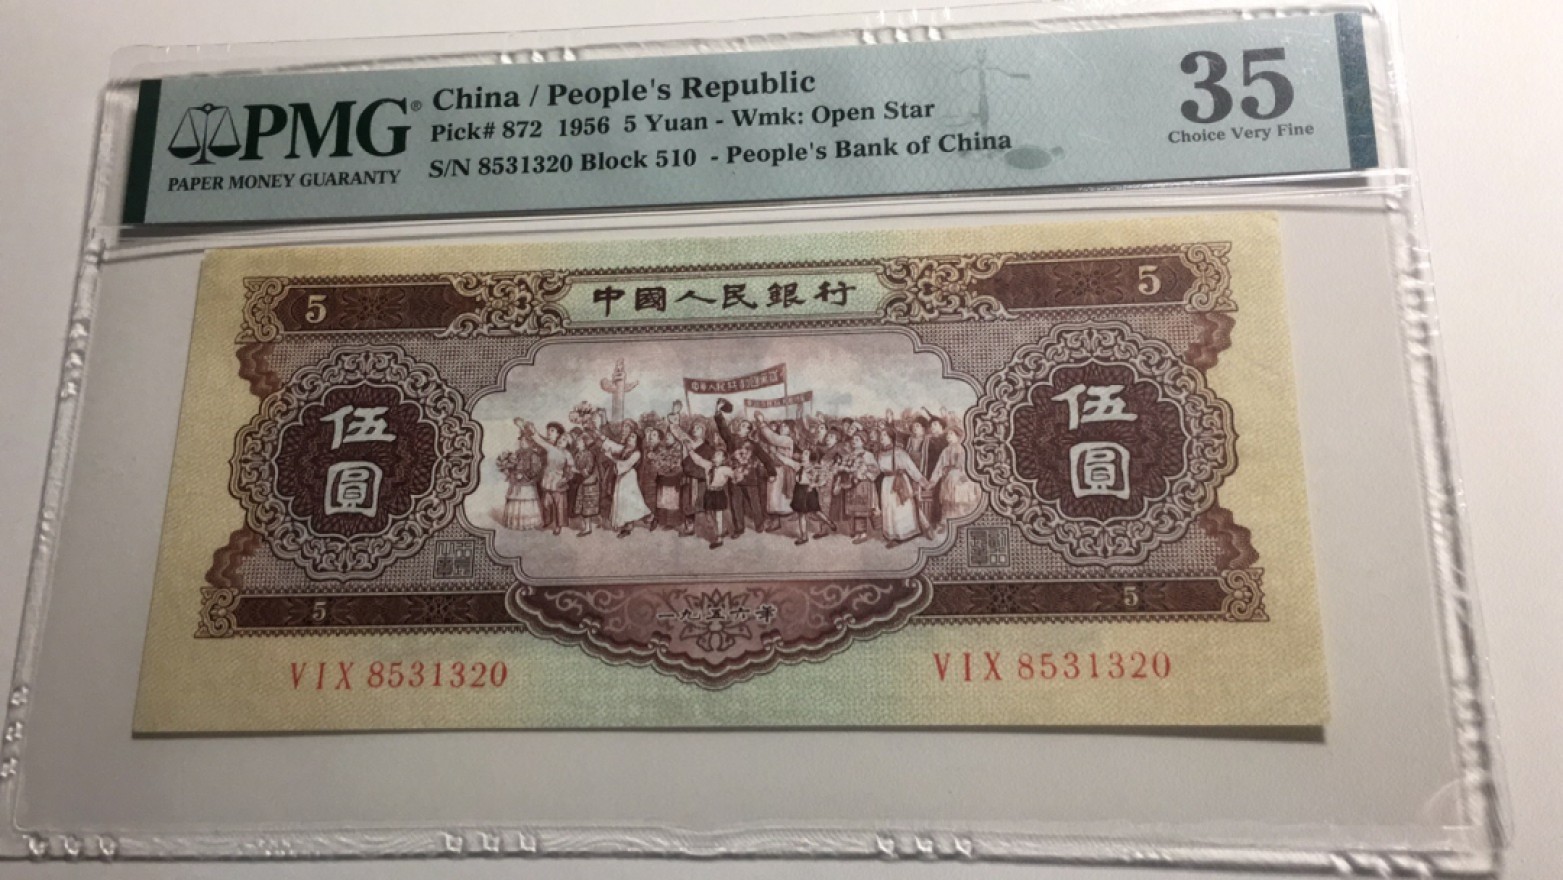 PMG®
PAPER MONEY GUARANTY
China / People's Republic
Pick# 872 1956 5 Yuan - Wmk: Open Star
S/N 8531320 Block 510 - People's Bank of China
35
Choice Very Fine
5
中國人民銀行
5
伍圓
伍圓
5
一九五六年
5
VIX 8531320
VIX 8531320